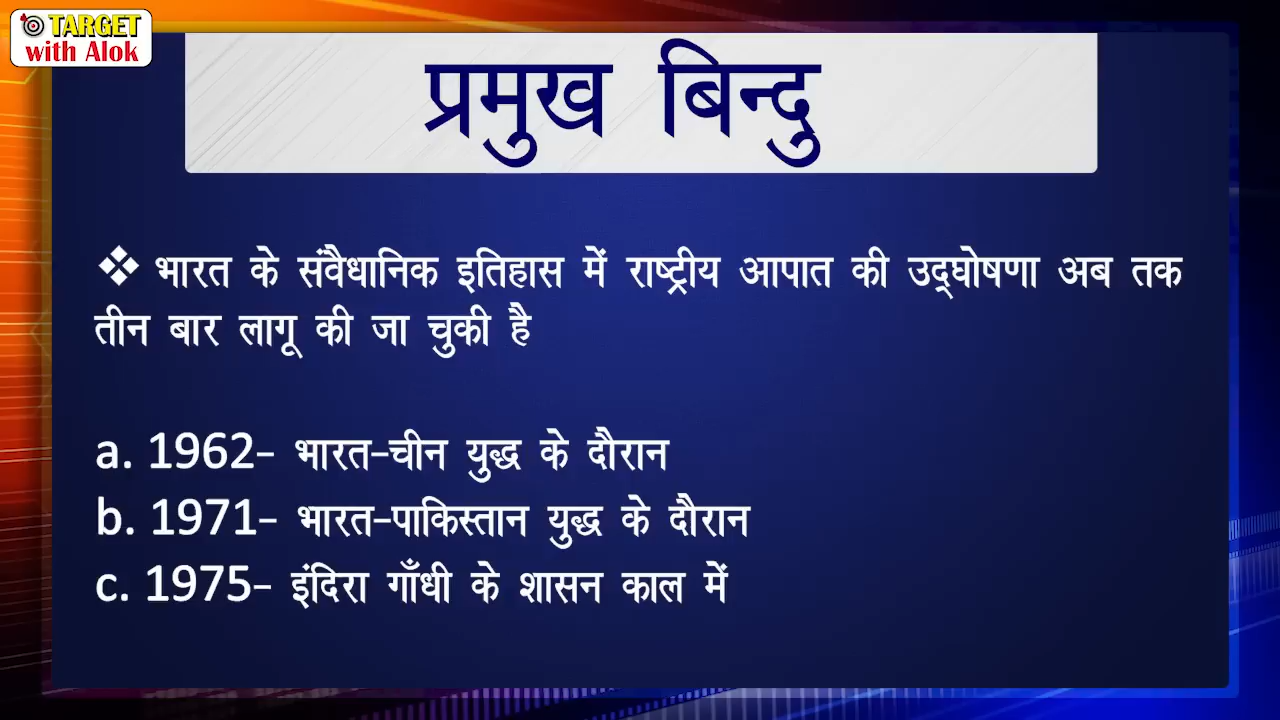 TARGET
with Alok
प्रमुख बिन्दु
❖ भारत के संवैधानिक इतिहास में राष्ट्रीय आपात की उद्घोषणा अब तक
तीन बार लागू की जा चुकी है
a. 1962- भारत-चीन युद्ध के दौरान
b. 1971- भारत-पाकिस्तान युद्ध के दौरान
c. 1975- इंदिरा गाँधी के शासन काल में